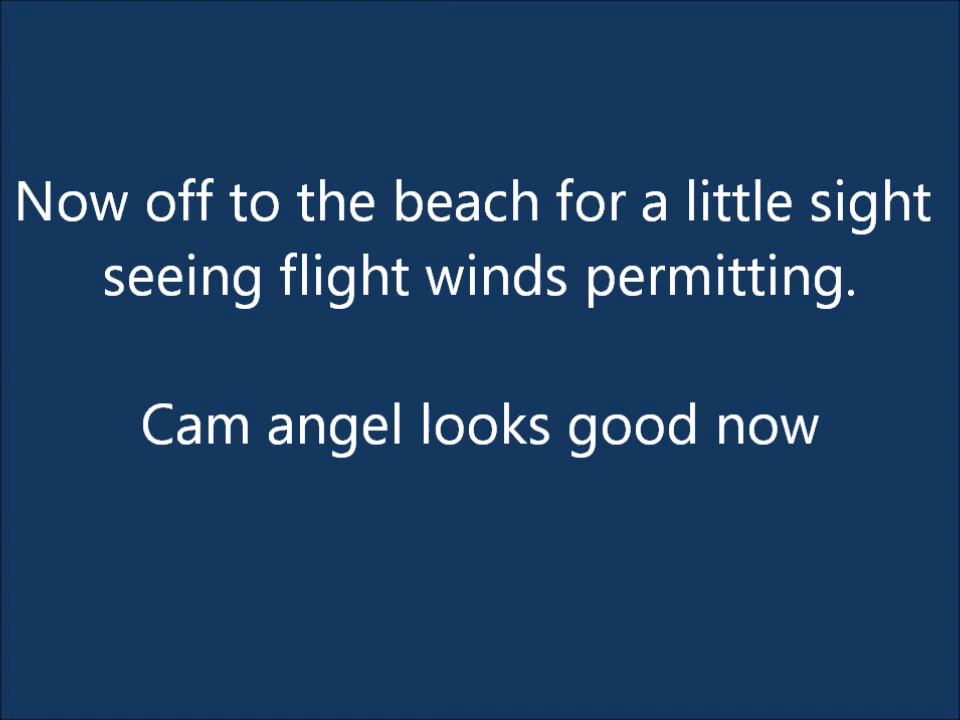 Now off to the beach for a little sight
seeing flight winds permitting.
Cam angel looks good now